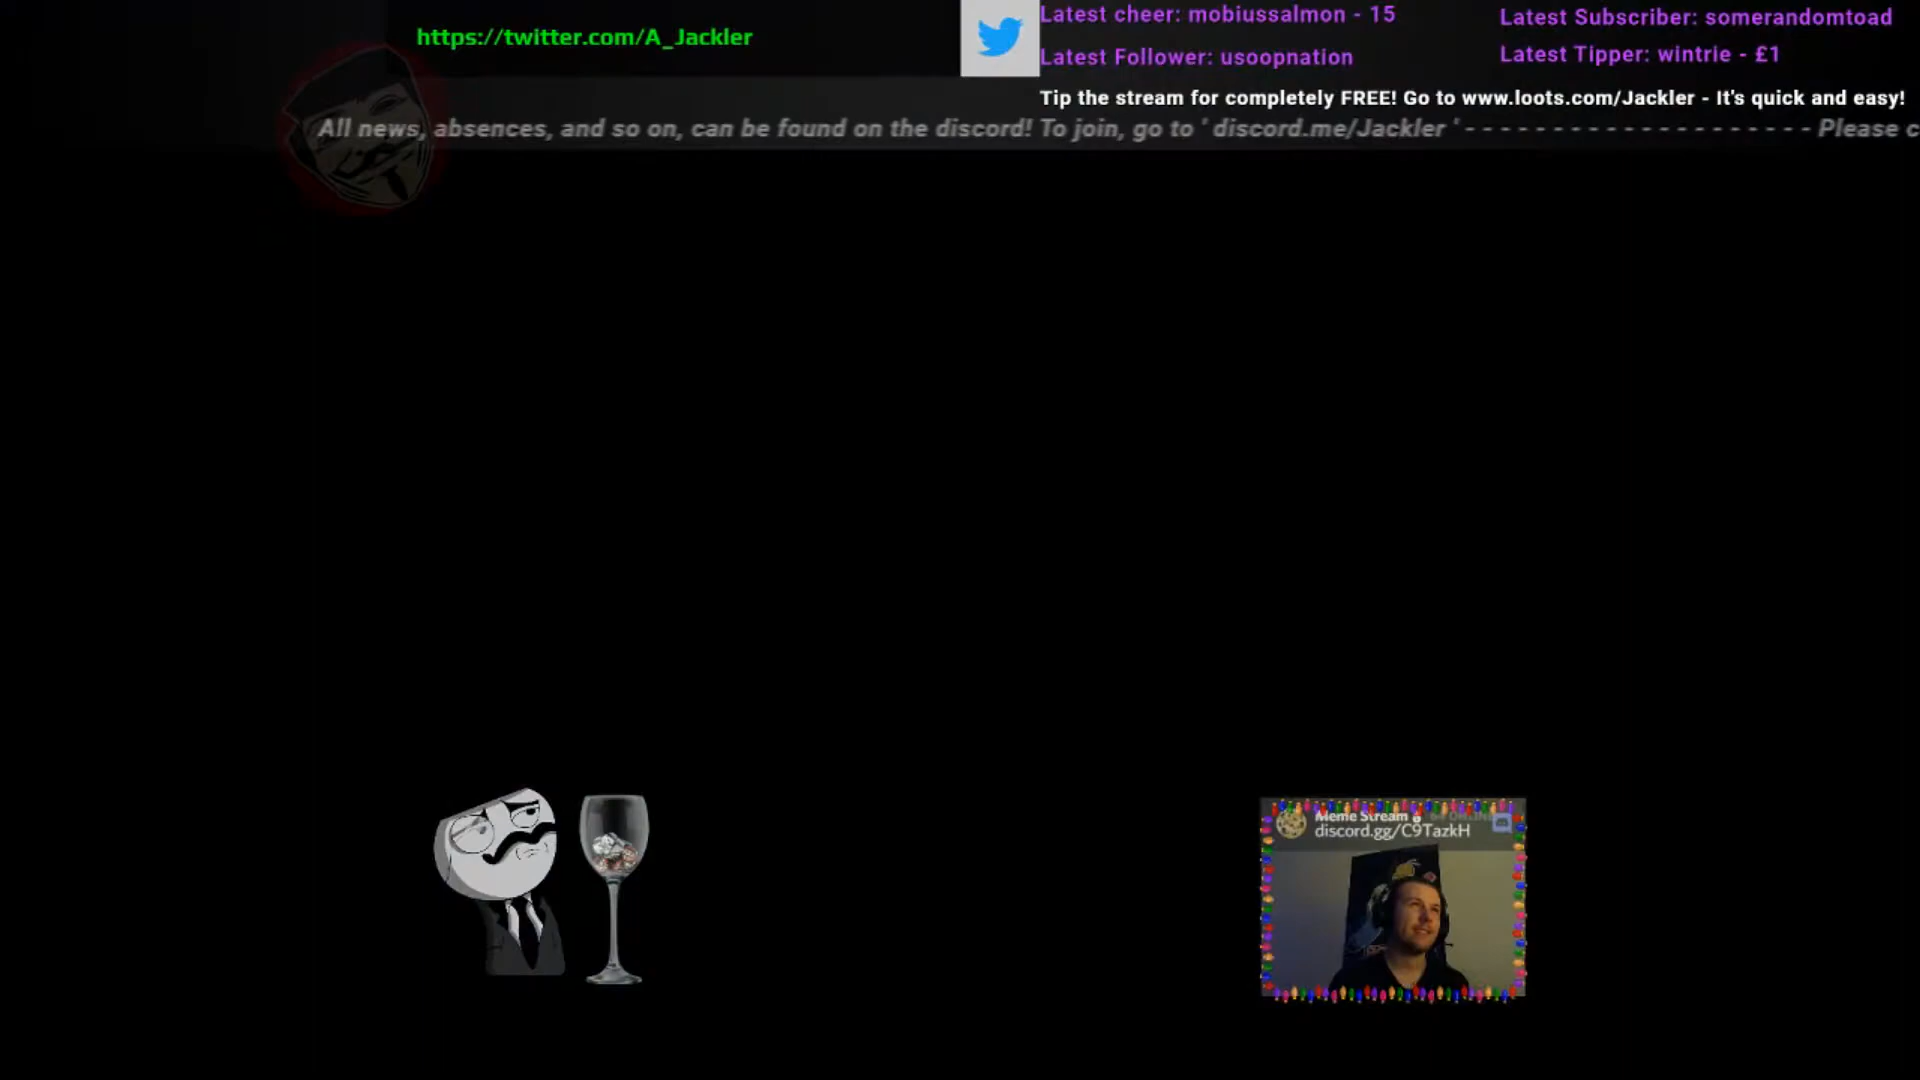 https://twitter.com/A_Jackler
Latest cheer: mobiussalmon - 15
Latest Subscriber: somerandomtoad
Latest Follower: usoopnation
Latest Tipper: wintrie - £1
Tip the stream for completely FREE! Go to www.loots.com/Jackler - It's quick and easy!
All news, absences, and so on, can be found on the discord! To join, go to ' discord.me/Jackler ' - - - - - - - - - - - - - - - - - - - - Please c
Meme Stream
discord.gg/C9TazkH